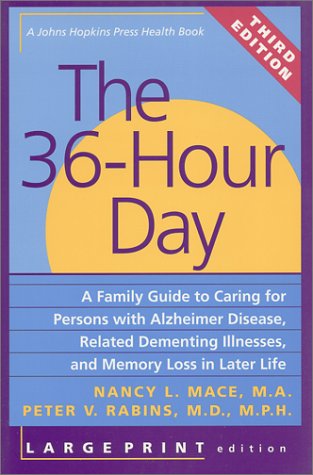 A Johns Hopkins Press Health Book
THIRD
EDITION
The
36-Hour
Day
A Family Guide to Caring for
Persons with Alzheimer Disease,
Related Dementing Illnesses,
and Memory Loss in Later Life
NANCY L. MACE, M.A.
PETER V. RABINS, M.D., M.P.H.
LARGE PRINT edition